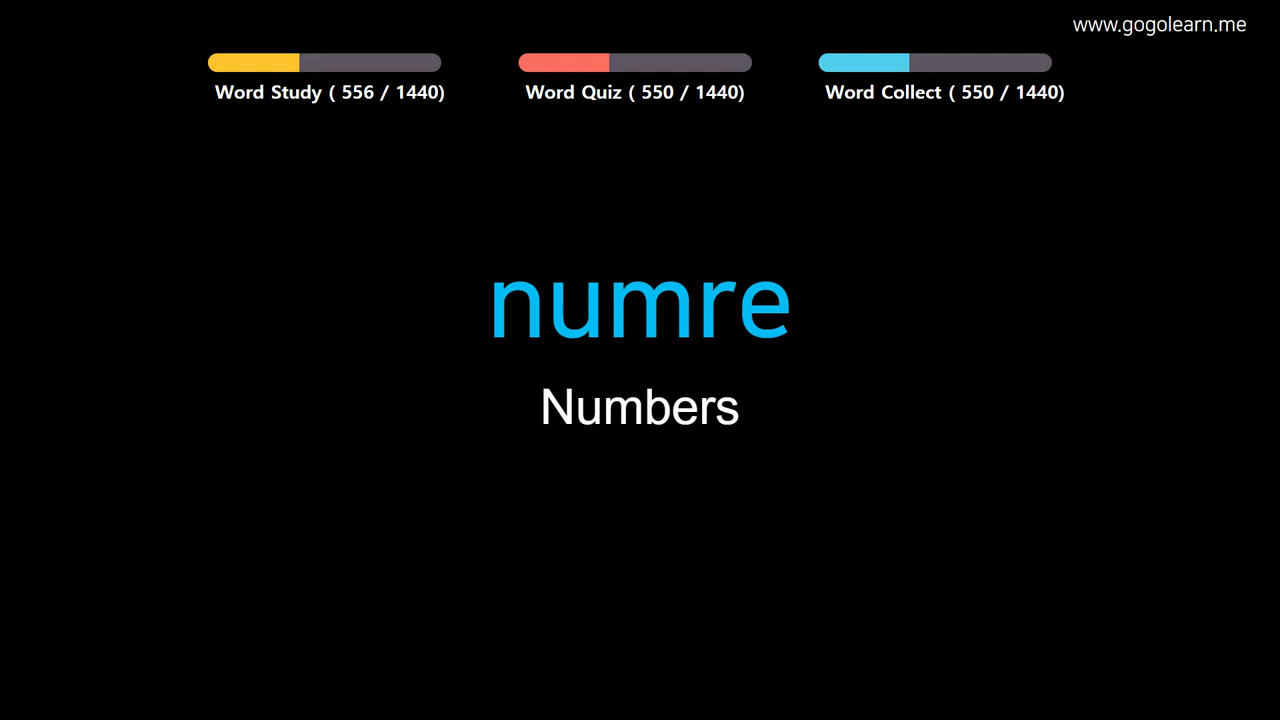 www.gogolearn.me
Word Study ( 556 / 1440)
Word Quiz ( 550 / 1440)
Word Collect ( 550 / 1440)
numre
Numbers